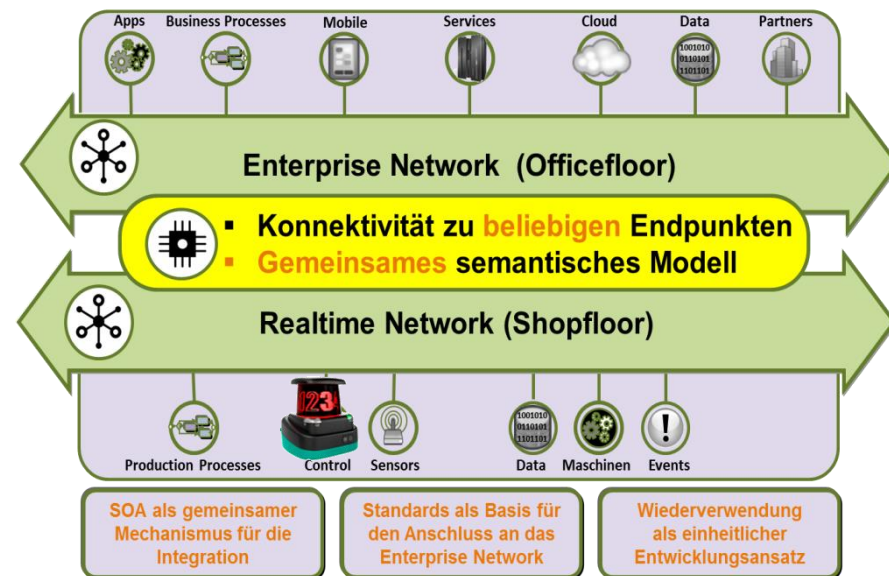 Apps Business Processes Mobile Services Cloud Data Partners
1001010
0110101
1101101
Enterprise Network (Officefloor)
▪ Konnektivität zu beliebigen Endpunkten
▪ Gemeinsames semantisches Modell
Realtime Network (Shopfloor)
123
1001010
0110101
1101101
!
Production Processes Control Sensors Data Maschinen Events
SOA als gemeinsamer
Mechanismus für die
Integration
Standards als Basis für
den Anschluss an das
Enterprise Network
Wiederverwendung
als einheitlicher
Entwicklungsansatz